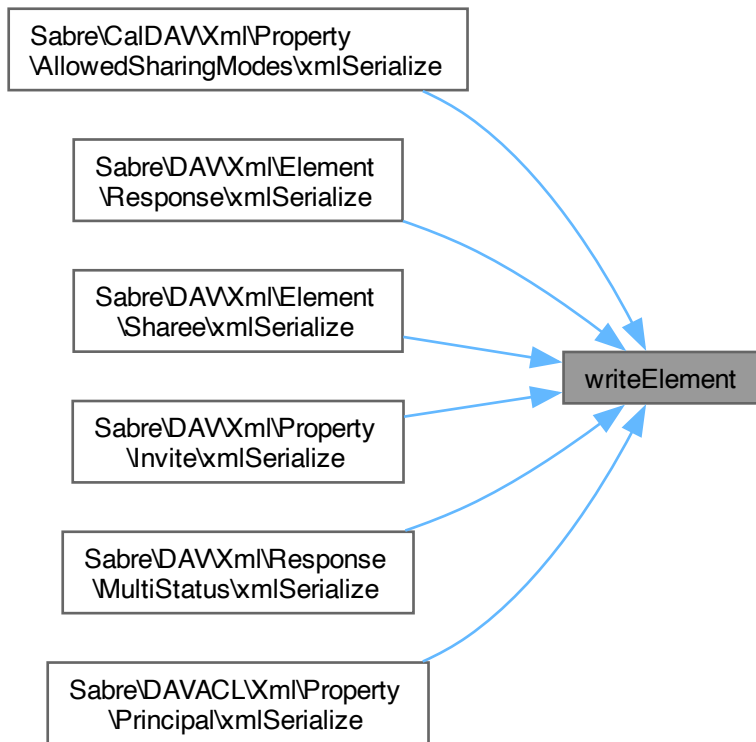 Sabre\CalDAV\Xml\Property
\AllowedSharingModes\xmlSerialize
Sabre\DAV\Xml\Element
\Response\xmlSerialize
Sabre\DAV\Xml\Element
\Sharee\xmlSerialize
writeElement
Sabre\DAV\Xml\Property
\Invite\xmlSerialize
Sabre\DAV\Xml\Response
\MultiStatus\xmlSerialize
Sabre\DAVACL\Xml\Property
\Principal\xmlSerialize